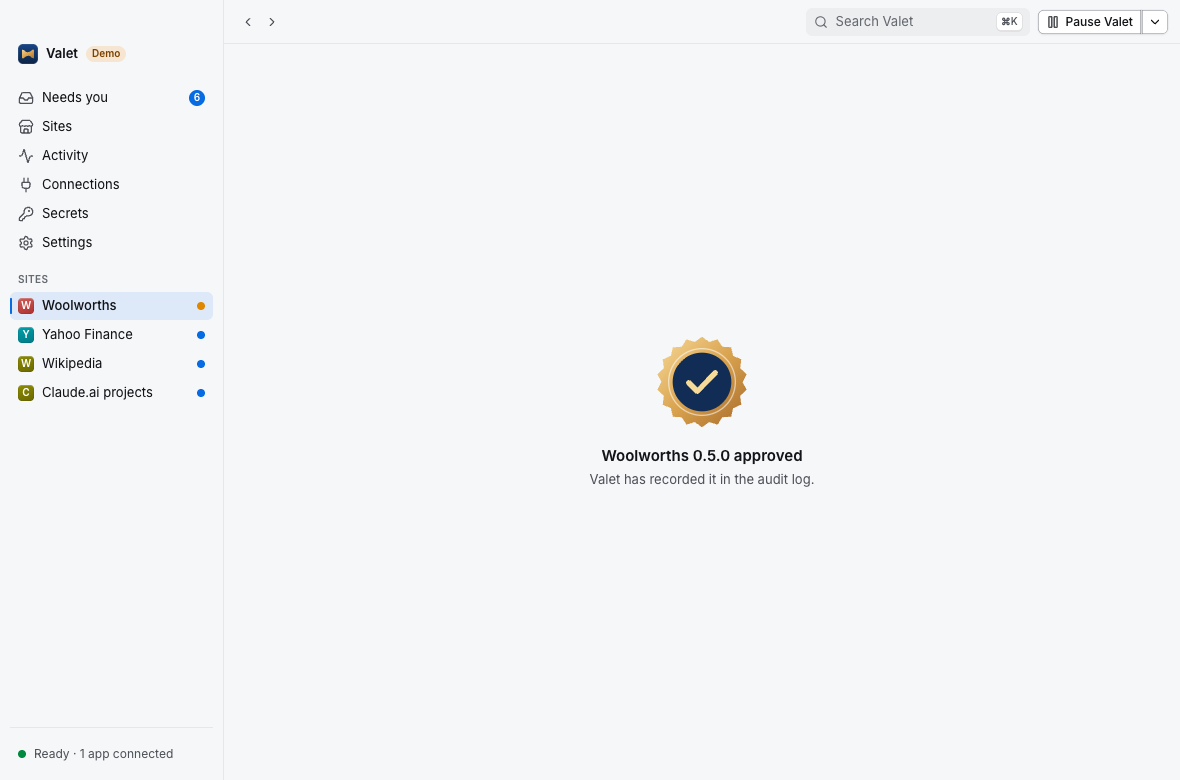 Search Valet
⌘K
Pause Valet
Valet
Demo
Needs you
6
Sites
Activity
Connections
Secrets
Settings
SITES
W
Woolworths
Y
Yahoo Finance
W
Wikipedia
C
Claude.ai projects
Woolworths 0.5.0 approved
Valet has recorded it in the audit log.
Ready · 1 app connected